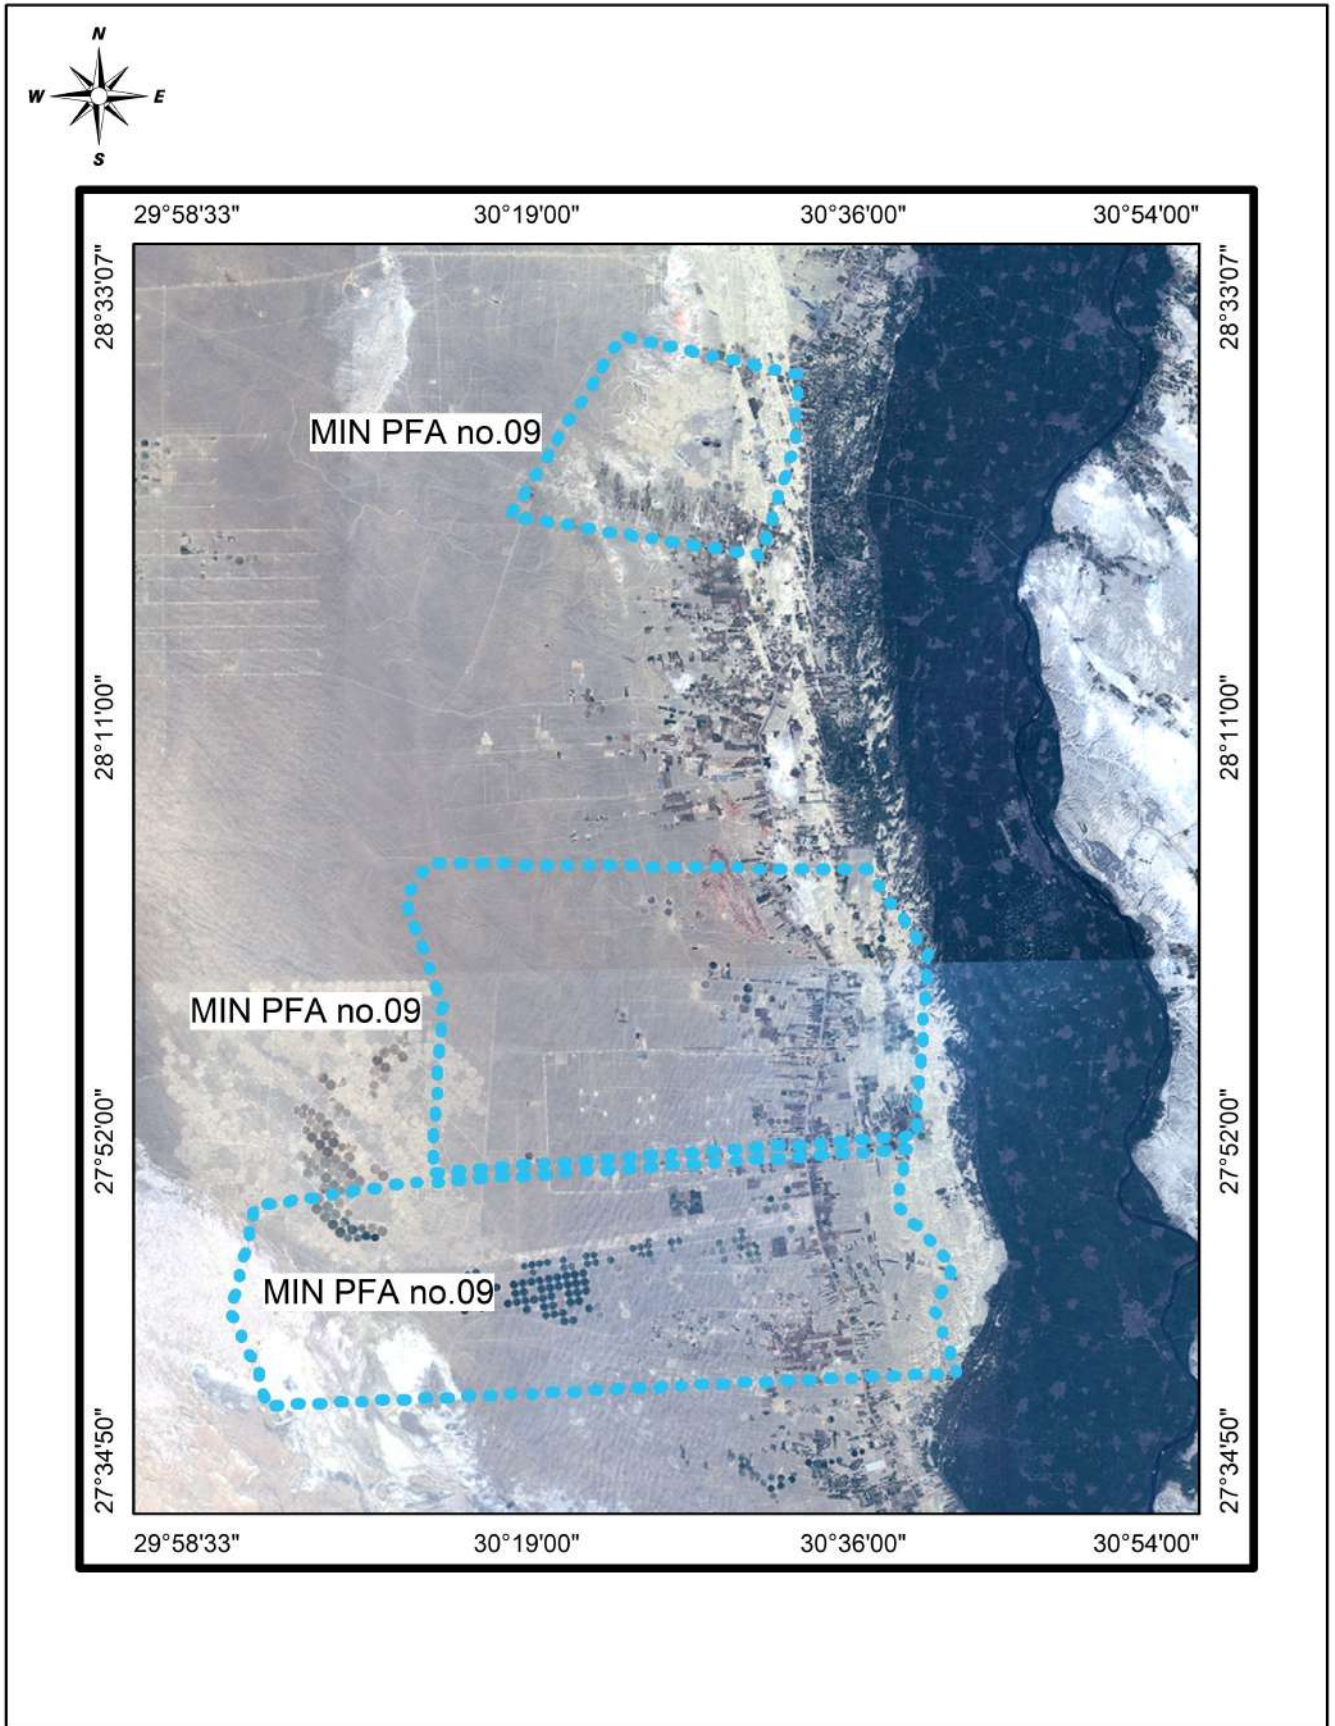 N
W E
S
29°58'33" 30°19'00" 30°36'00" 30°54'00"
28°33'07" 28°33'07"
MIN PFA no.09
28°11'00" 28°11'00"
MIN PFA no.09
27°52'00" 27°52'00"
MIN PFA no.09
27°34'50" 27°34'50"
29°58'33" 30°19'00" 30°36'00" 30°54'00"